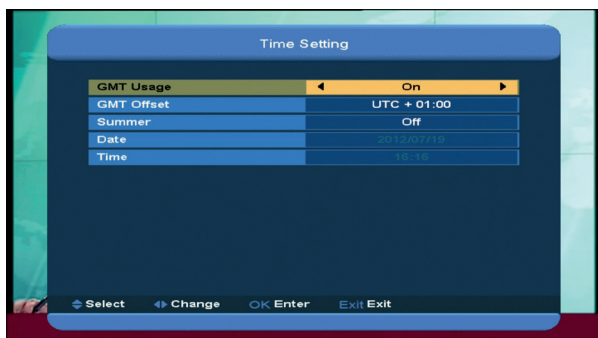 Time Setting
GMT Usage On
GMT Offset UTC + 01:00
Summer Off
Date 2012/07/19
Time 16:16
Select Change OK Enter Exit Exit